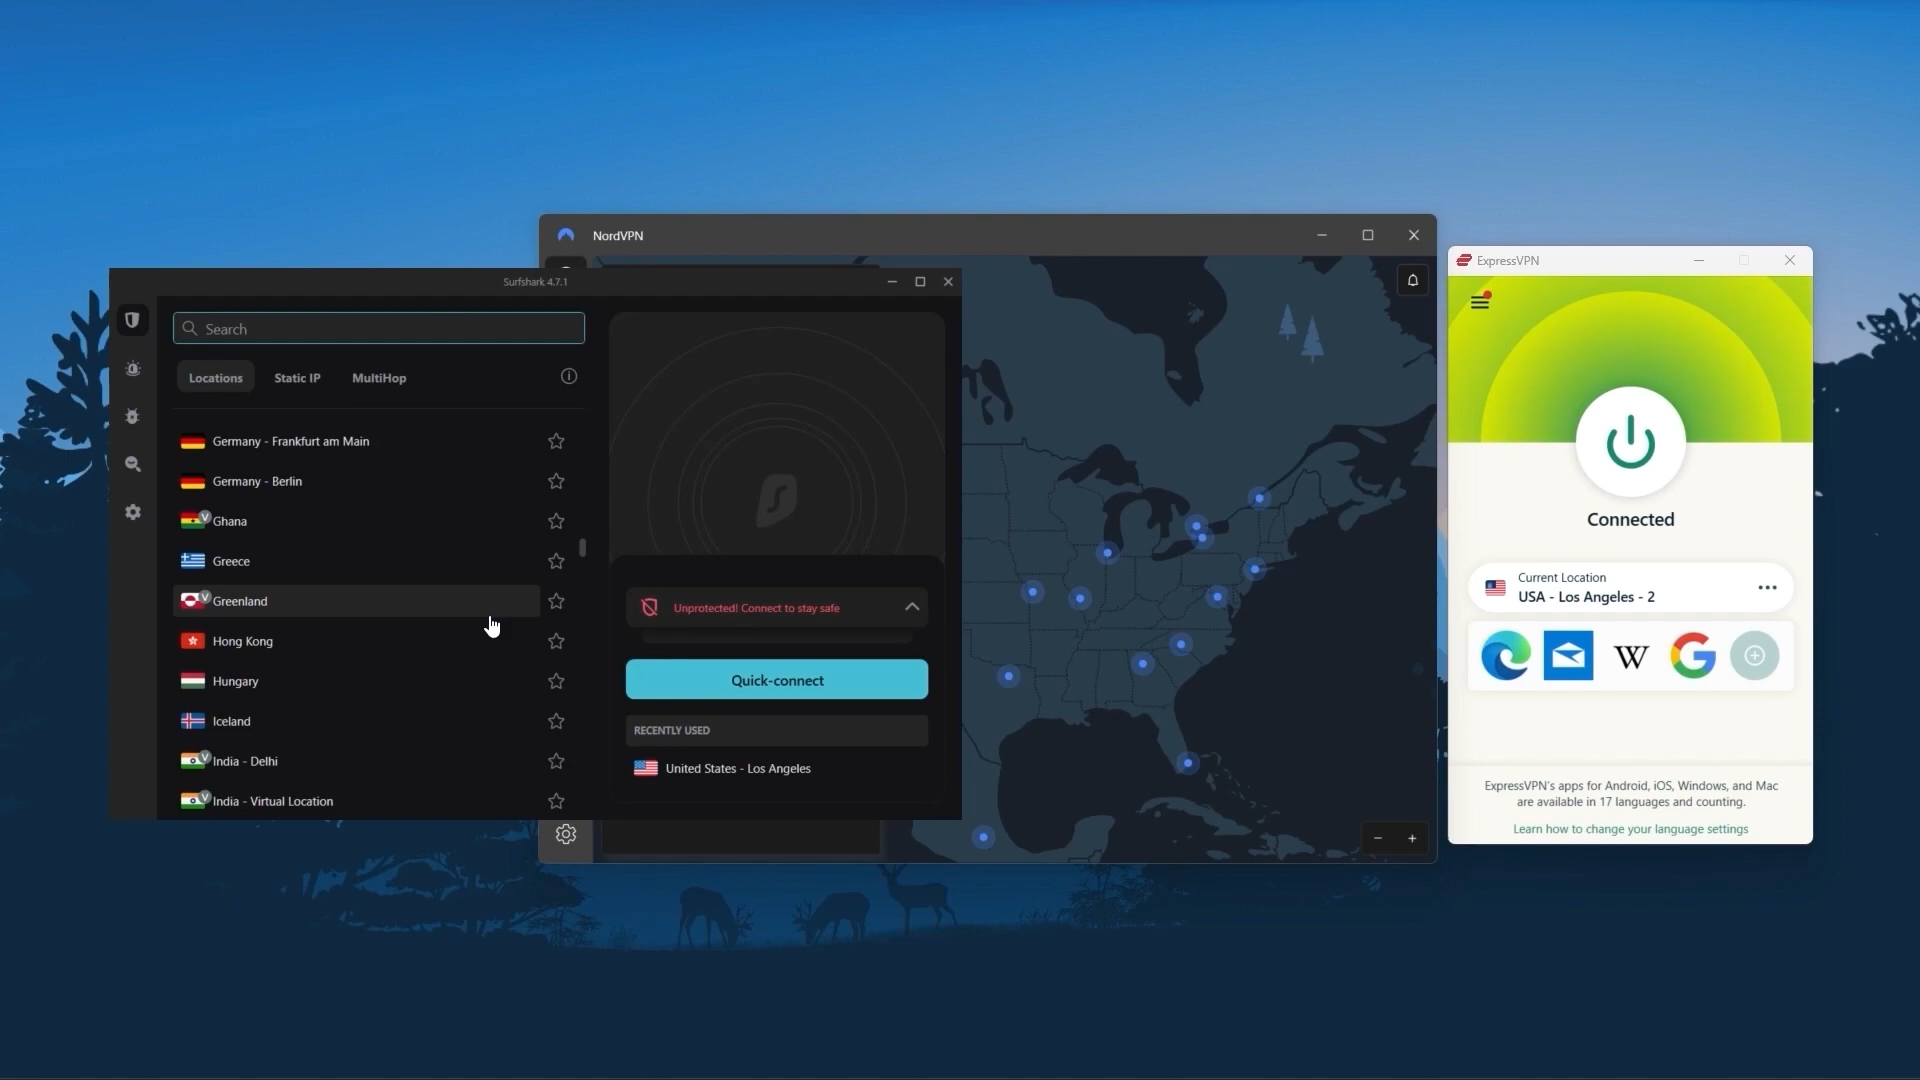 NordVPN
Surfshark 4.7.1
Search
Locations
Static IP
MultiHop
Germany - Frankfurt am Main
Germany - Berlin
V
Ghana
Greece
V
Greenland
Hong Kong
Hungary
Iceland
V
India - Delhi
V
India - Virtual Location
Unprotected! Connect to stay safe
Quick-connect
RECENTLY USED
United States - Los Angeles
ExpressVPN
Connected
Current Location
USA - Los Angeles - 2
W
G
ExpressVPN's apps for Android, iOS, Windows, and Mac
are available in 17 languages and counting.
Learn how to change your language settings